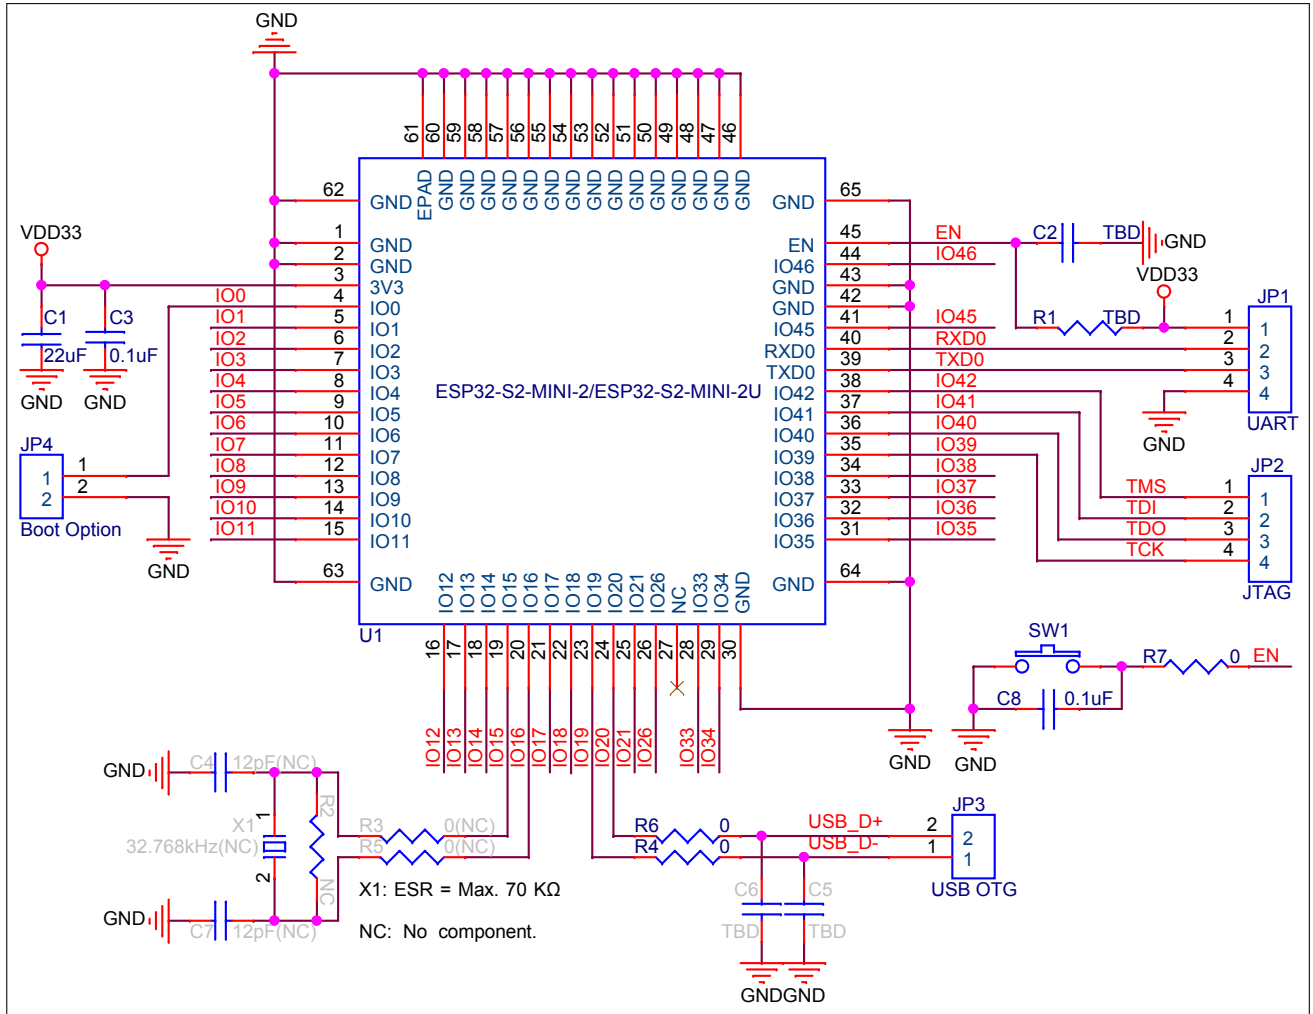 GND
61 60 59 58 57 56 55 54 53 52 51 50 49 48 47 46
EPAD GND GND GND GND GND GND GND GND GND GND GND GND GND GND GND
62 GND
GND 65
1 GND
2 GND
3 3V3
IO0 4 IO0
IO1 5 IO1
IO2 6 IO2
IO3 7 IO3
IO4 8 IO4
IO5 9 IO5
IO6 10 IO6
IO7 11 IO7
IO8 12 IO8
IO9 13 IO9
IO10 14 IO10
IO11 15 IO11
63 GND
VDD33
C1
22uF
GND
C3
0.1uF
GND
JP4
1 1
2 2
Boot Option
GND
ESP32-S2-MINI-2/ESP32-S2-MINI-2U
U1
EN 45 EN
IO46 44 IO46
GND 43
GND 42
IO45 41 IO45
RXD0 40 RXD0
TXD0 39 TXD0
IO42 38 IO42
IO41 37 IO41
IO40 36 IO40
IO39 35 IO39
IO38 34 IO38
IO37 33 IO37
IO36 32 IO36
IO35 31 IO35
GND 64
C2 TBD GND
VDD33
R1 TBD
JP1
1 1
2 2
3 3
4 4
UART
GND
JP2
TMS 1 1
TDI 2 2
TDO 3 3
TCK 4 4
JTAG
IO12 IO13 IO14 IO15 IO16 IO17 IO18 IO19 IO20 IO21 IO26 NC IO33 IO34 GND
16 17 18 19 20 21 22 23 24 25 26 27 28 29 30
IO12 IO13 IO14 IO15 IO16 IO17 IO18 IO19 IO20 IO21 IO26 IO33 IO34
GND
SW1
R7 0 EN
C8 0.1uF
GND
GND C4 12pF(NC)
X1
32.768kHz(NC)
1
2
R2
NC
R3 0(NC)
R5 0(NC)
GND C7 12pF(NC)
X1: ESR = Max. 70 KΩ
NC: No component.
R6 0 USB_D+ 2 2
R4 0 USB_D- 1 1
JP3
USB OTG
C6
TBD
GND
C5
TBD
GND